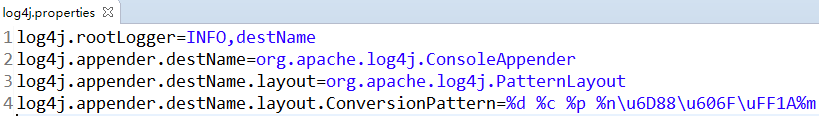 log4j.properties
1 log4j.rootLogger=INFO,destName
2 log4j.appender.destName=org.apache.log4j.ConsoleAppender
3 log4j.appender.destName.layout=org.apache.log4j.PatternLayout
4 log4j.appender.destName.layout.ConversionPattern=%d %c %p %n\u6D88\u606F\uFF1A%m